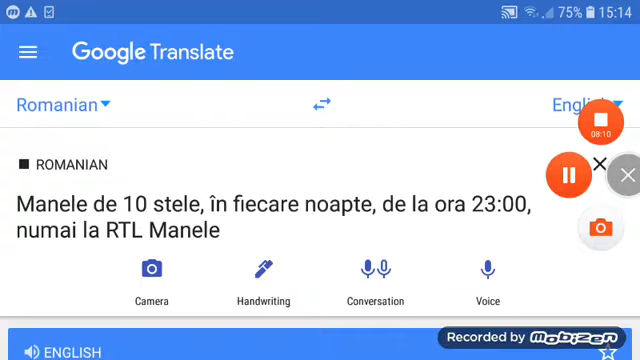 75% 15:14
Google Translate
Romanian English
08:10
ROMANIAN
Manele de 10 stele, în fiecare noapte, de la ora 23:00,
numai la RTL Manele
Camera Handwriting Conversation Voice
ENGLISH
Recorded by MOBIZEN